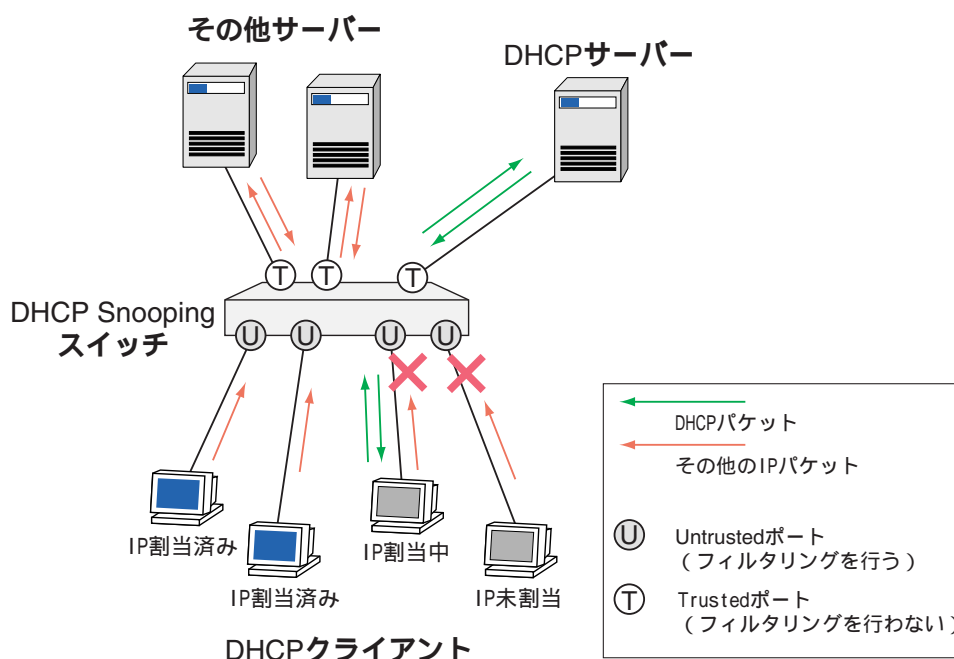 その他サーバー
DHCPサーバー
T
T
T
DHCP Snooping
スイッチ
U
U
U
U
IP割当済み
IP割当済み
IP割当中
IP未割当
DHCPクライアント
DHCPパケット
その他のIPパケット
U
Untrustedポート
（フィルタリングを行う）
T
Trustedポート
（フィルタリングを行わない）